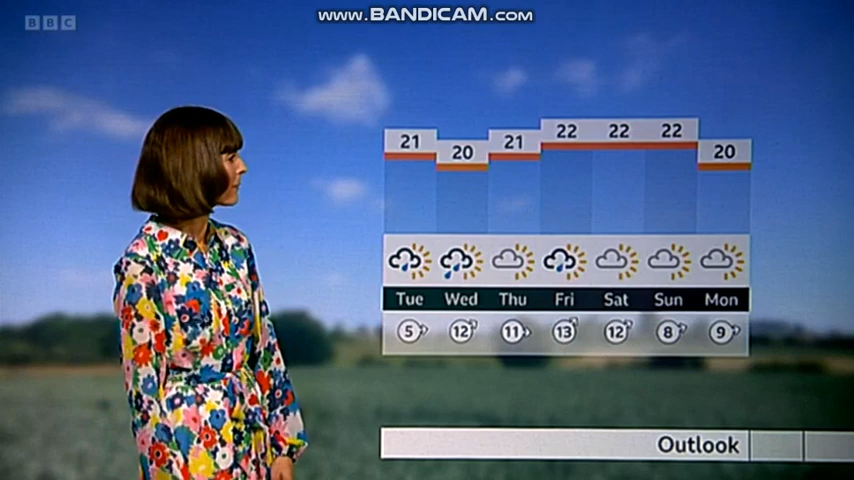 BBC
www.BANDICAM.com
21 20 21 22 22 22 20
Tue Wed Thu Fri Sat Sun Mon
5 12 11 13 12 8 9
Outlook